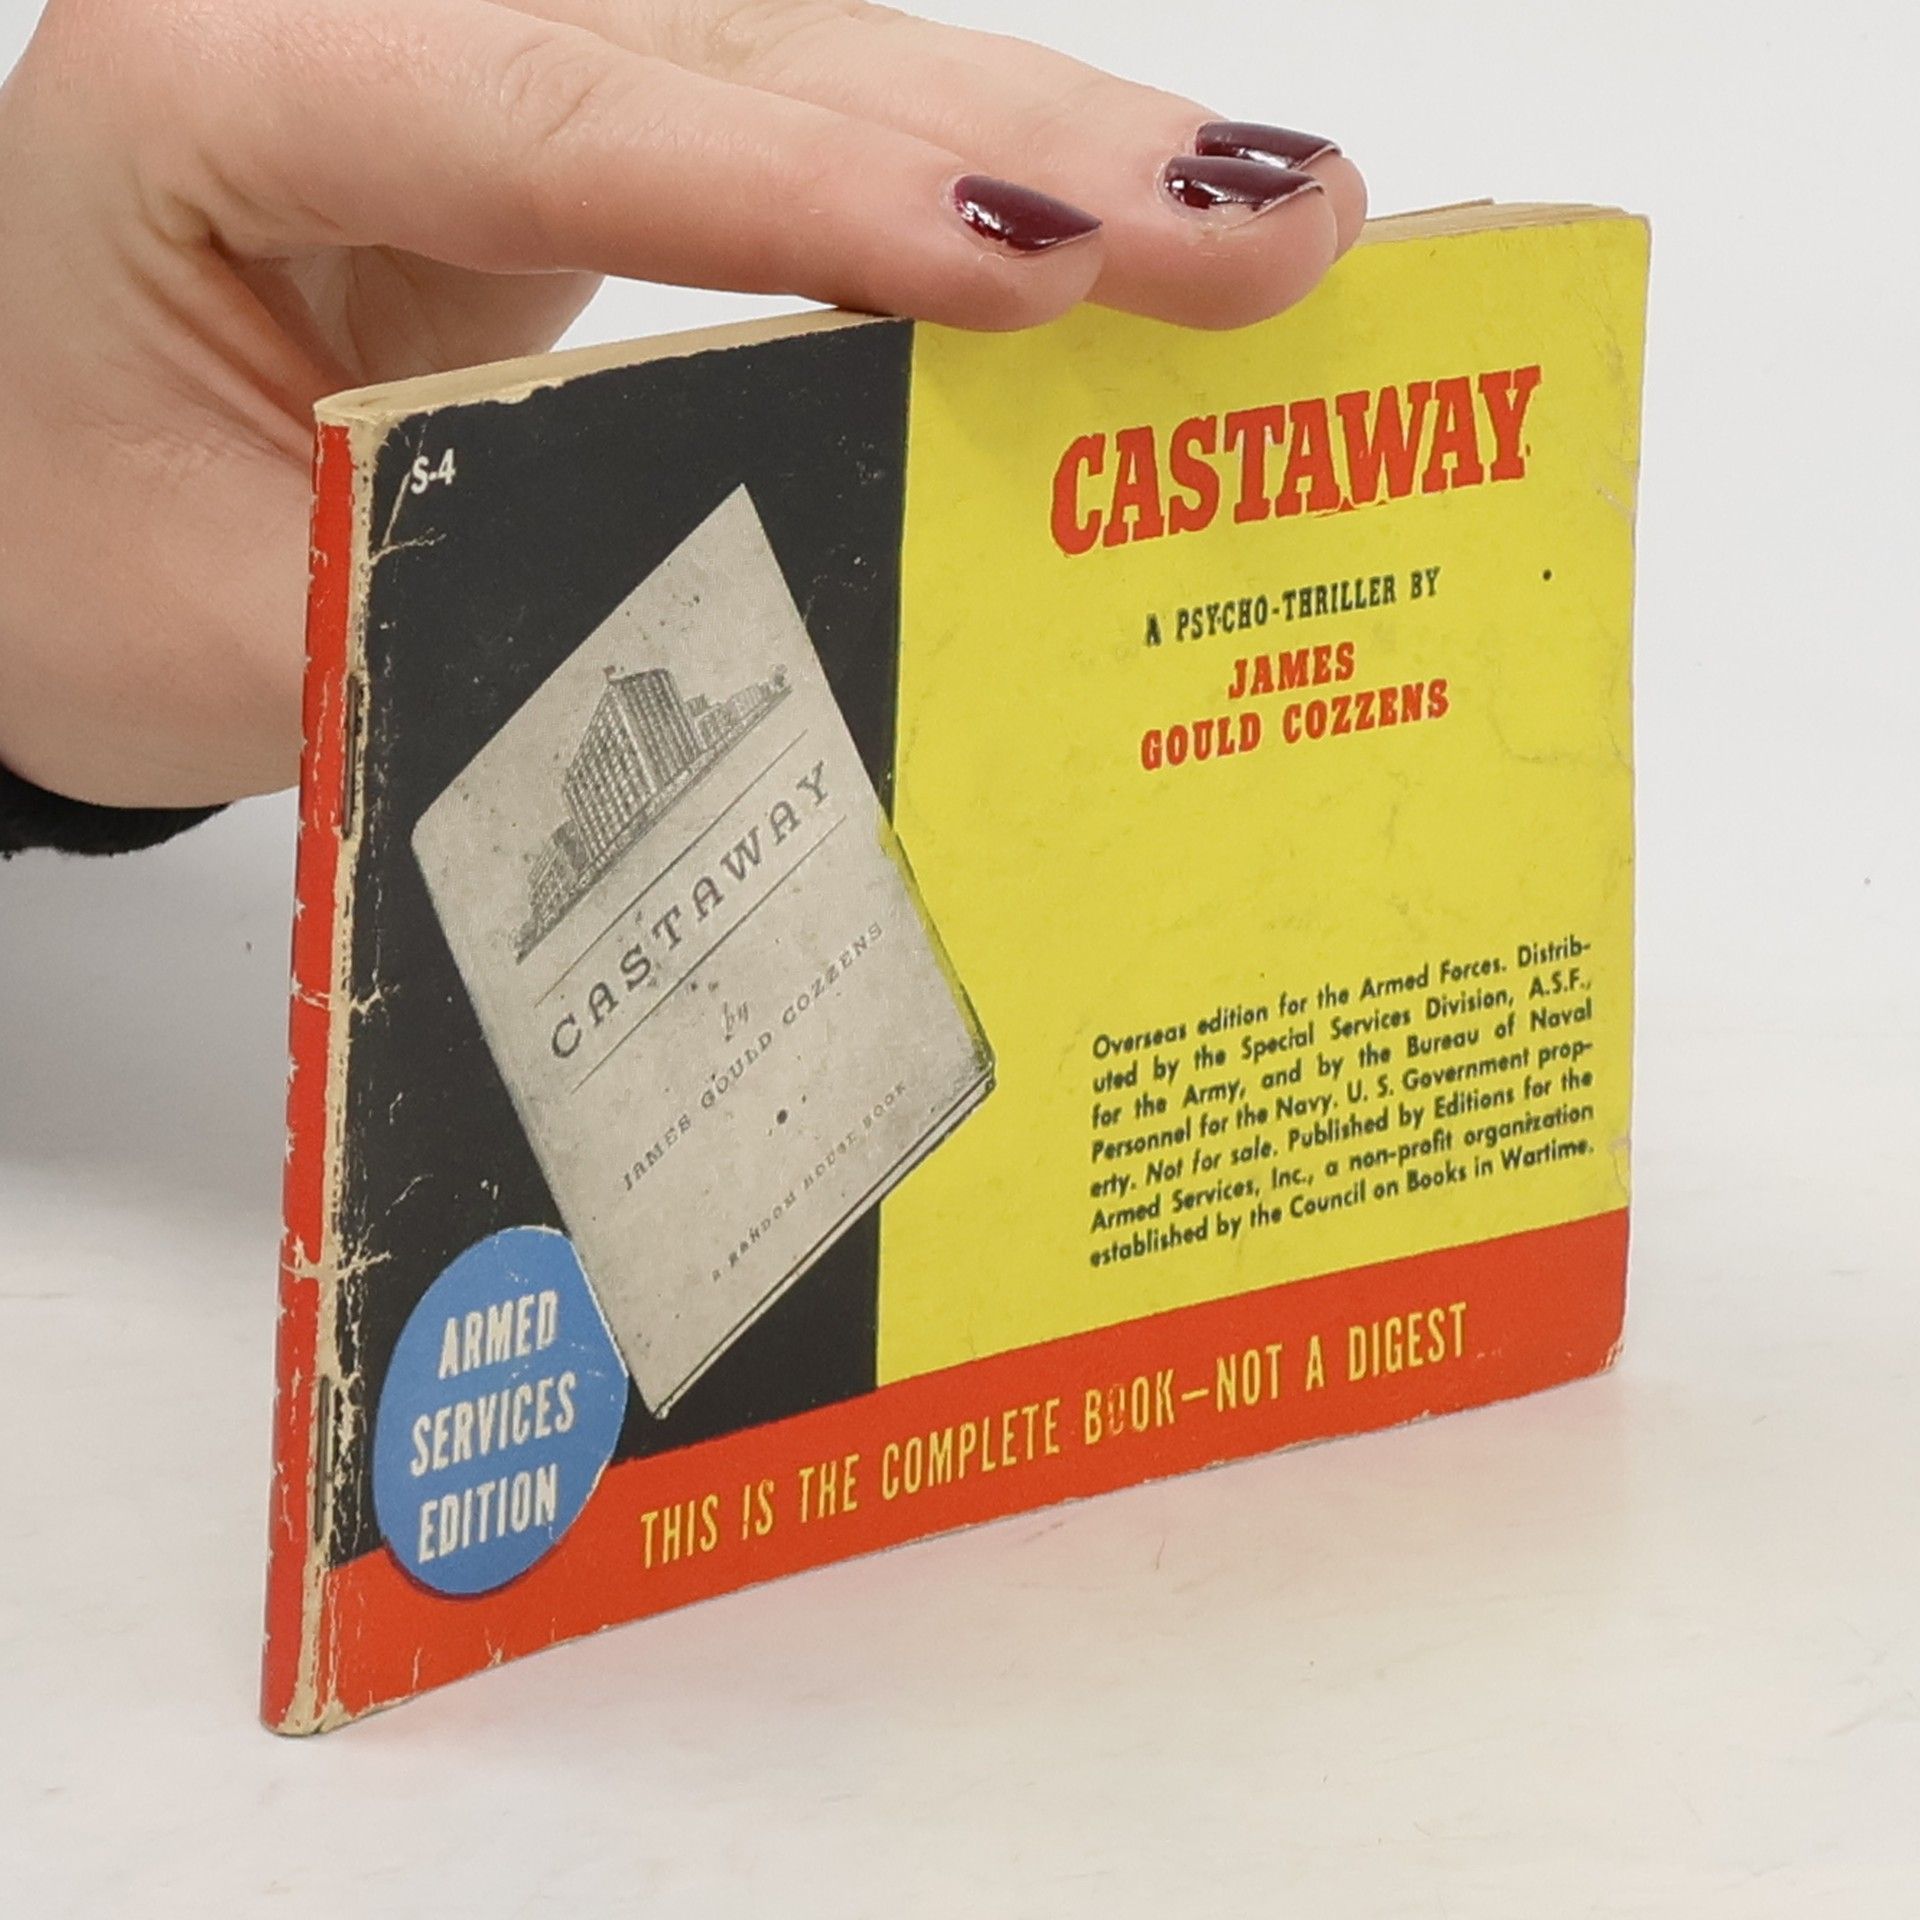 S-4
CASTAWAY
by
JAMES GOULD COZZENS
A RANDOM HOUSE BOOK
ARMED
SERVICES
EDITION
CASTAWAY
A PSYCHO-THRILLER BY
JAMES
GOULD COZZENS
Overseas edition for the Armed Forces. Distrib-
uted by the Special Services Division, A.S.F.,
for the Army, and by the Bureau of Naval
Personnel for the Navy. U. S. Government prop-
erty. Not for sale. Published by Editions for the
Armed Services, Inc., a non-profit organization
established by the Council on Books in Wartime.
THIS IS THE COMPLETE BOOK—NOT A DIGEST